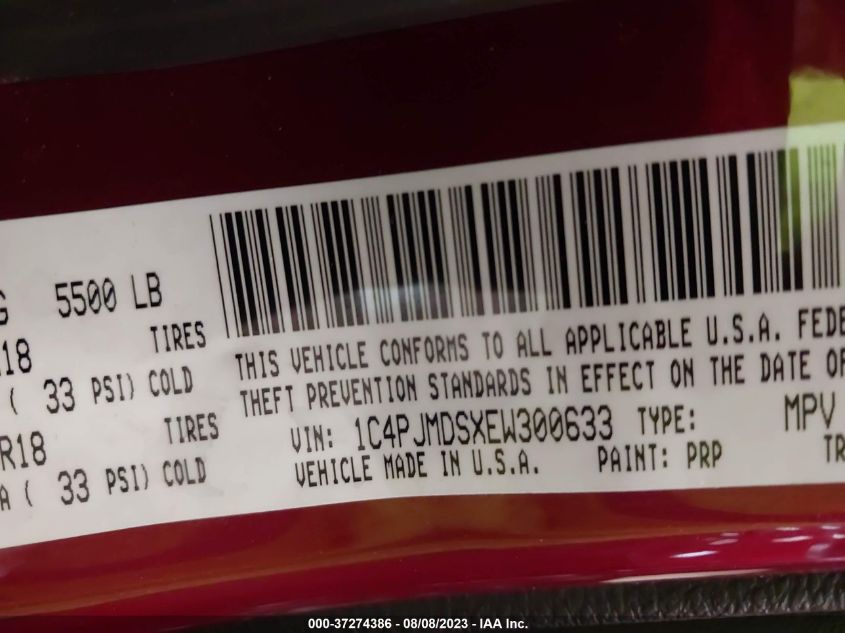 G 5500 LB
R18 TIRES
( 33 PSI) COLD
R18 TIRES
A ( 33 PSI) COLD
THIS VEHICLE CONFORMS TO ALL APPLICABLE U.S.A. FEDE
THEFT PREVENTION STANDARDS IN EFFECT ON THE DATE OF
VIN: 1C4PJMDSXEW300633 TYPE: MPV
VEHICLE MADE IN U.S.A. PAINT: PRP TR
000-37274386 - 08/08/2023 - IAA Inc.